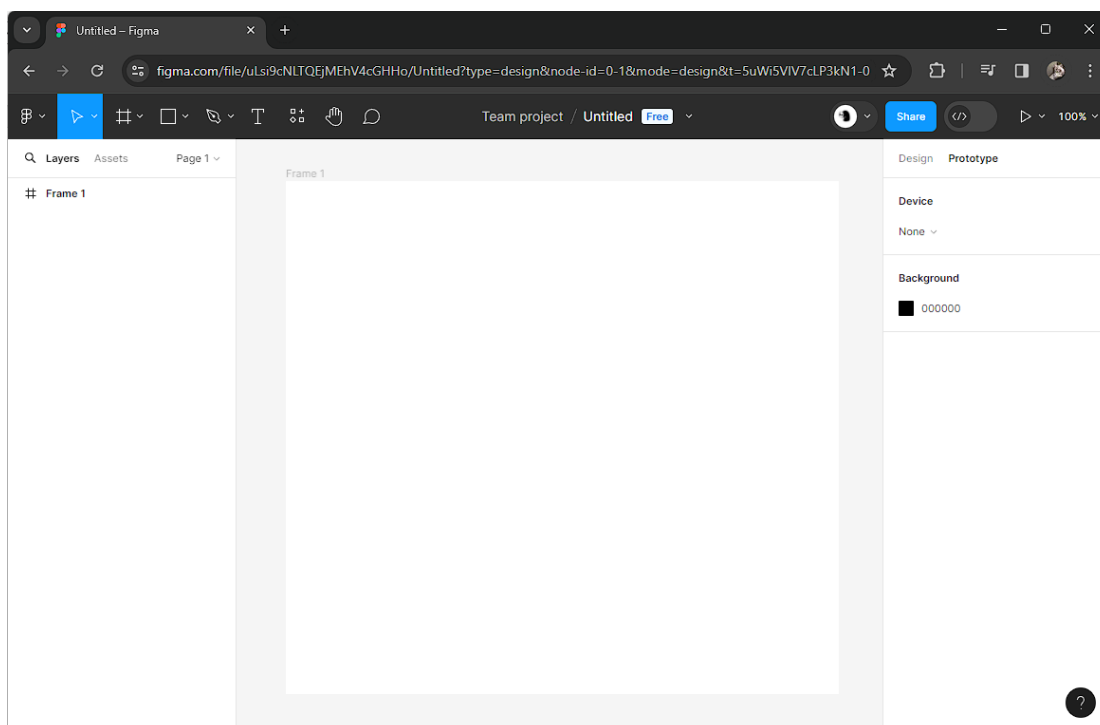 Untitled – Figma
figma.com/file/uLsi9cNLTQEjMEhV4cGHHo/Untitled?type=design&node-id=0-1&mode=design&t=5uWi5VIV7cLP3kN1-0
Team project / Untitled Free
Share
100%
Layers Assets Page 1
Frame 1
Frame 1
Design Prototype
Device
None
Background
000000
?